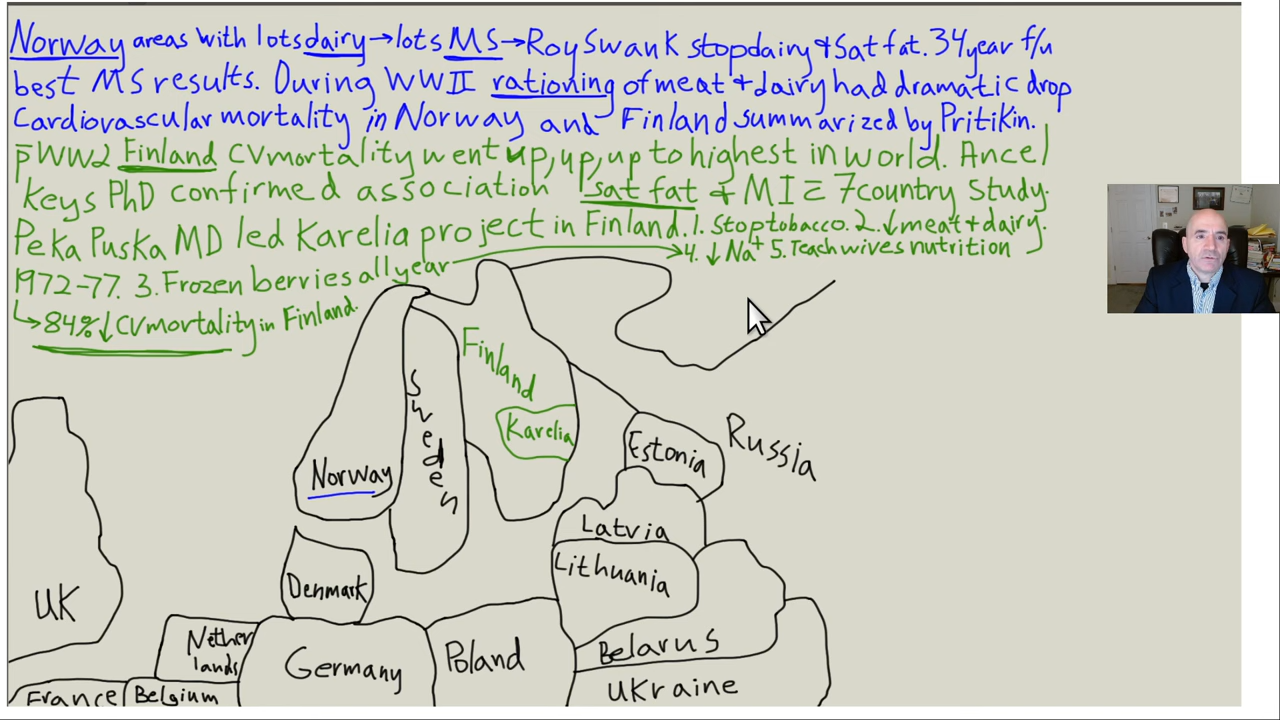 Norway areas with lots dairy → lots MS → Roy Swank stop dairy & Sat fat. 34 year f/u
best MS results. During WWII rationing of meat + dairy had dramatic drop
Cardiovascular mortality in Norway and Finland summarized by Pritikin.
p̄ WW2 Finland CV mortality went up, up, up to highest in world. Ancel
Keys PhD confirmed association sat fat & MI c̄ 7 country Study.
Peka Puska MD led Karelia project in Finland. 1. Stop tobacco. 2. ↓ meat + dairy.
1972-77. 3. Frozen berries all year → 4. ↓ Na+ 5. Teach wives nutrition
↳ 84% ↓ CV mortality in Finland.
Finland
Sweden
Karelia
Norway
Estonia
Russia
Latvia
Lithuania
Denmark
UK
Nether
lands
Germany
Poland
Belarus
Ukraine
France
Belgium